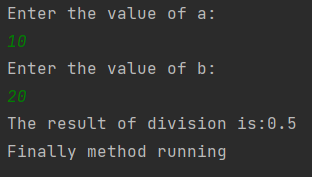 Enter the value of a:
10
Enter the value of b:
20
The result of division is:0.5
Finally method running